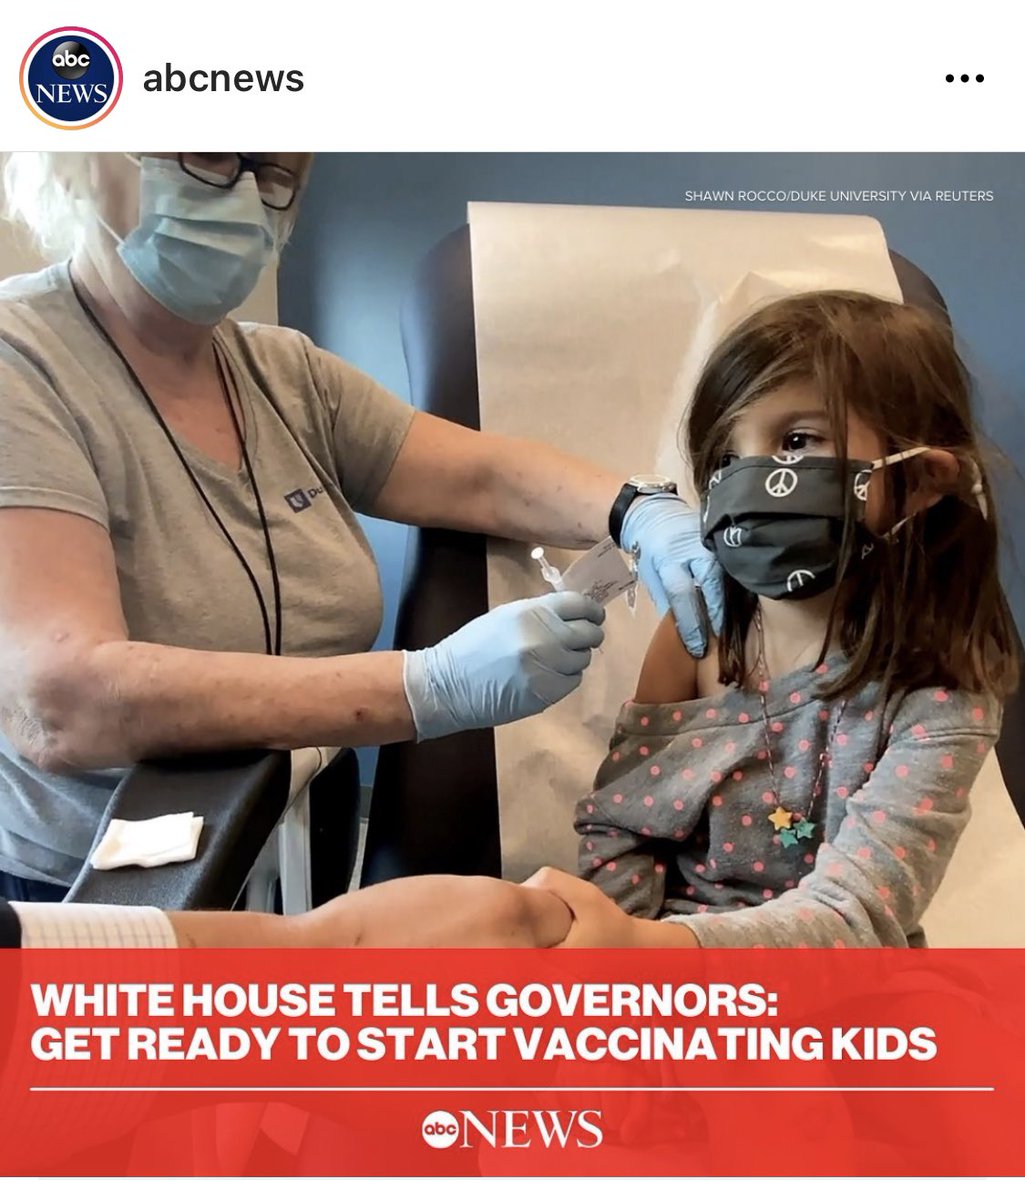 abc
NEWS
abcnews
SHAWN ROCCO/DUKE UNIVERSITY VIA REUTERS
WHITE HOUSE TELLS GOVERNORS:
GET READY TO START VACCINATING KIDS
abc NEWS